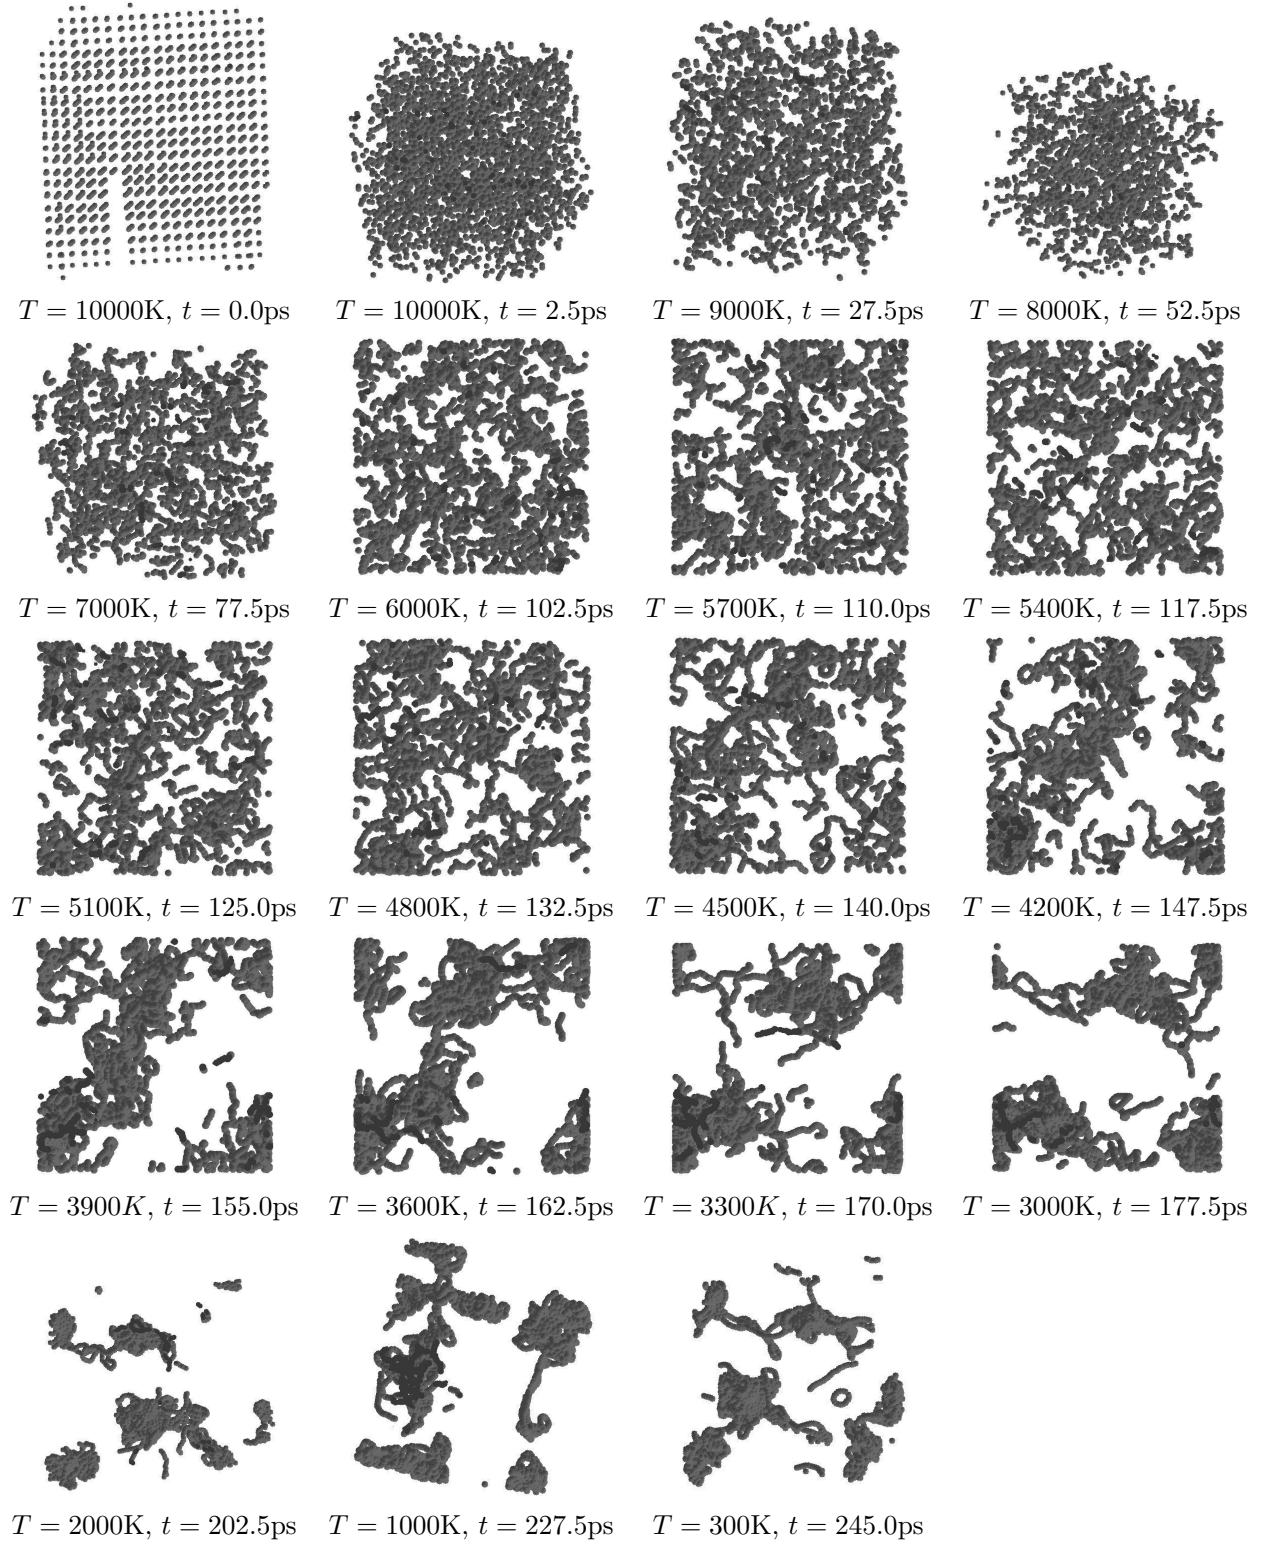 T = 10000K, t = 0.0ps
T = 10000K, t = 2.5ps
T = 9000K, t = 27.5ps
T = 8000K, t = 52.5ps
T = 7000K, t = 77.5ps
T = 6000K, t = 102.5ps
T = 5700K, t = 110.0ps
T = 5400K, t = 117.5ps
T = 5100K, t = 125.0ps
T = 4800K, t = 132.5ps
T = 4500K, t = 140.0ps
T = 4200K, t = 147.5ps
T = 3900K, t = 155.0ps
T = 3600K, t = 162.5ps
T = 3300K, t = 170.0ps
T = 3000K, t = 177.5ps
T = 2000K, t = 202.5ps
T = 1000K, t = 227.5ps
T = 300K, t = 245.0ps